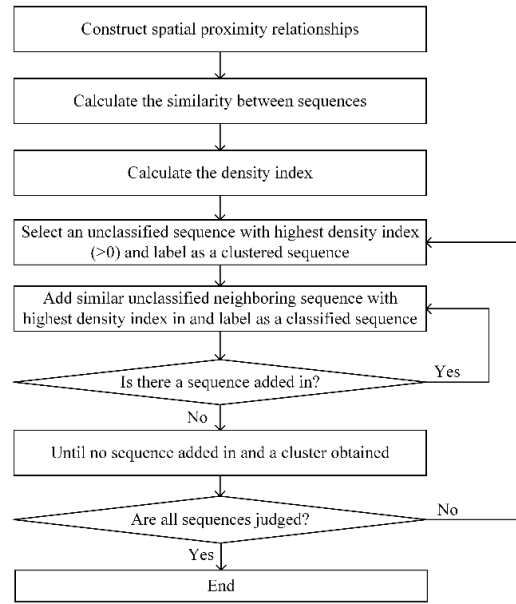 Construct spatial proximity relationships
Calculate the similarity between sequences
Calculate the density index
Select an unclassified sequence with highest density index
(>0) and label as a clustered sequence
Add similar unclassified neighboring sequence with
highest density index in and label as a classified sequence
Is there a sequence added in?
Yes
No
Until no sequence added in and a cluster obtained
Are all sequences judged?
No
Yes
End